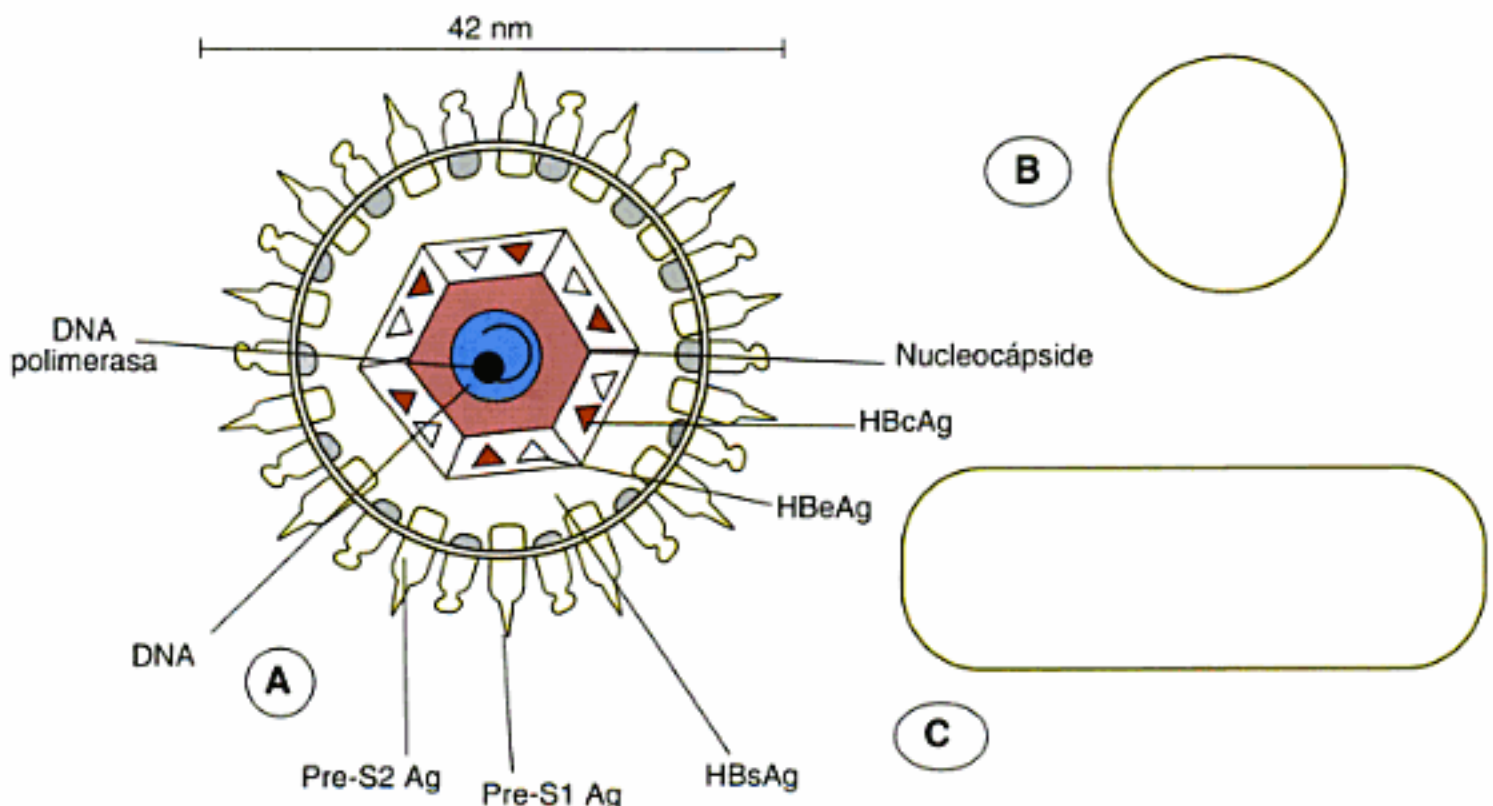 42 nm
B
DNA
polimerasa
Nucleocápside
HBcAg
HBeAg
DNA
A
C
Pre-S2 Ag
Pre-S1 Ag
HBsAg